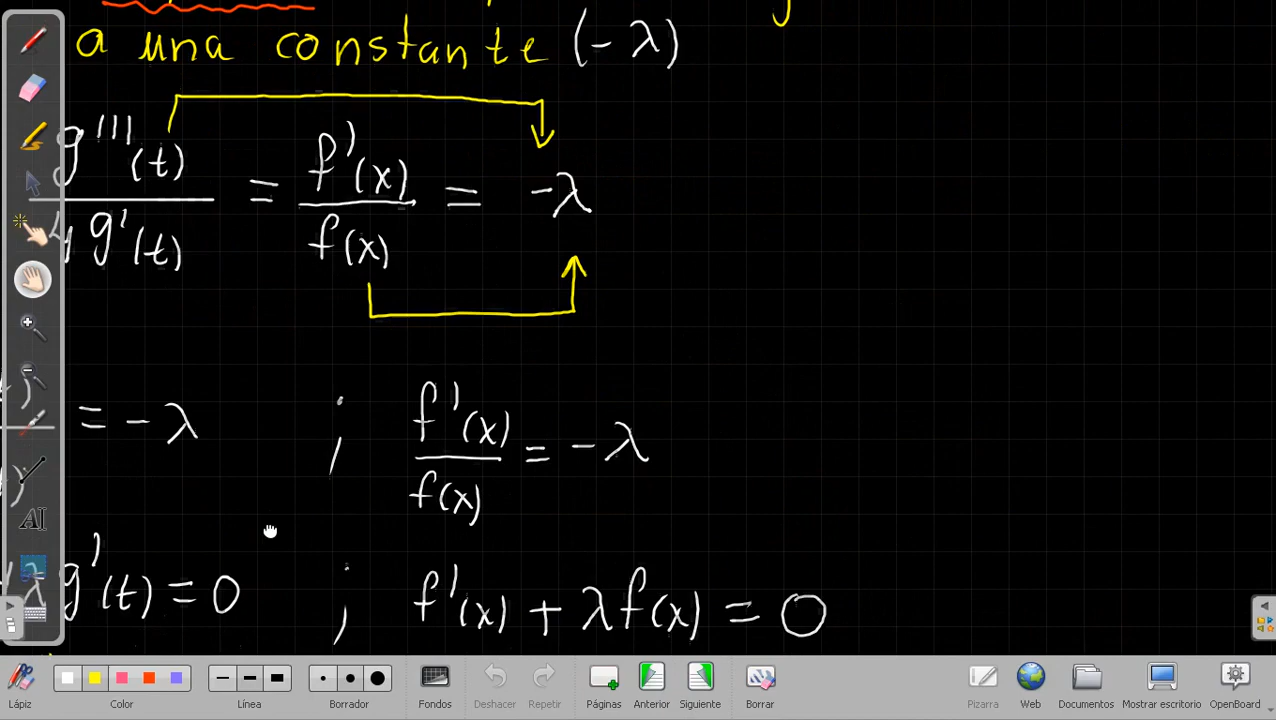 a una constante (-λ)
g'''(t) / 4g'(t) = f'(x) / f(x) = -λ
= -λ ; f'(x) / f(x) = -λ
λ g'(t) = 0 ; f'(x) + λf(x) = 0
Lápiz Color Línea Borrador Fondos Deshacer Repetir Páginas Anterior Siguiente Borrar Pizarra Web Documentos Mostrar escritorio OpenBoard